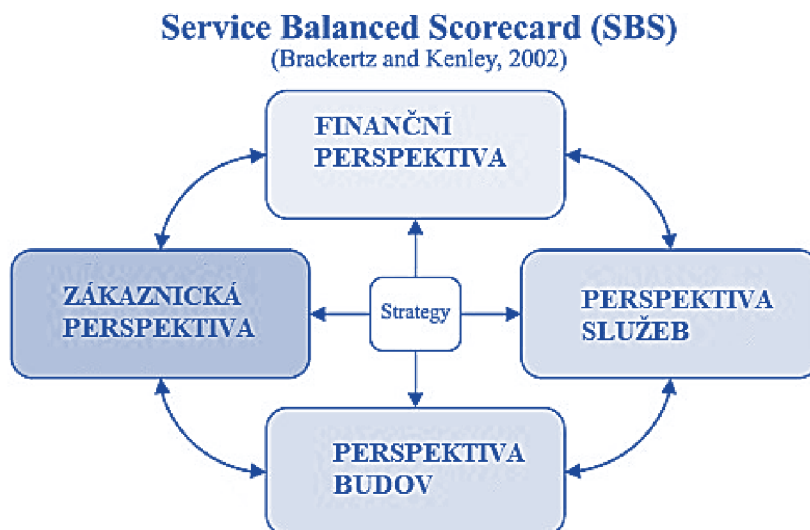 Service Balanced Scorecard (SBS)
(Brackertz and Kenley, 2002)
FINANČNÍ
PERSPEKTIVA
ZÁKAZNICKÁ
PERSPEKTIVA
Strategy
PERSPEKTIVA
SLUŽEB
PERSPEKTIVA
BUDOV